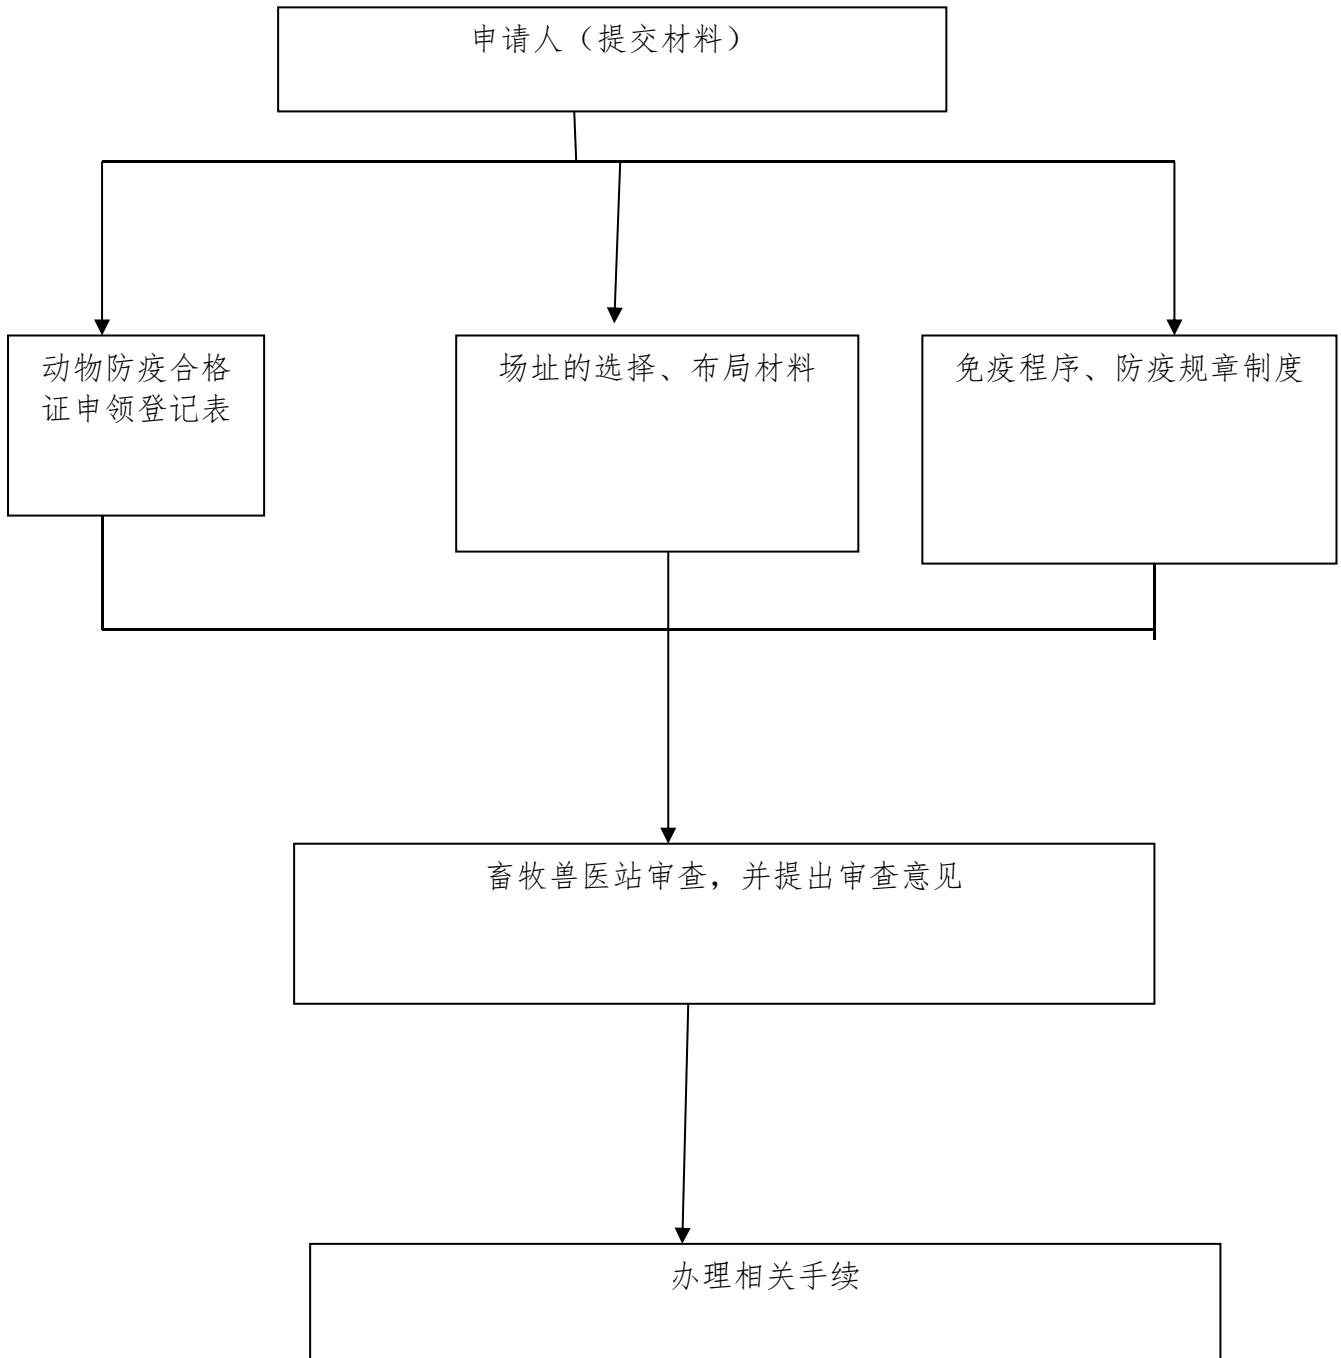 申请人（提交材料）
动物防疫合格
证申领登记表
场址的选择、布局材料
免疫程序、防疫规章制度
畜牧兽医站审查，并提出审查意见
办理相关手续